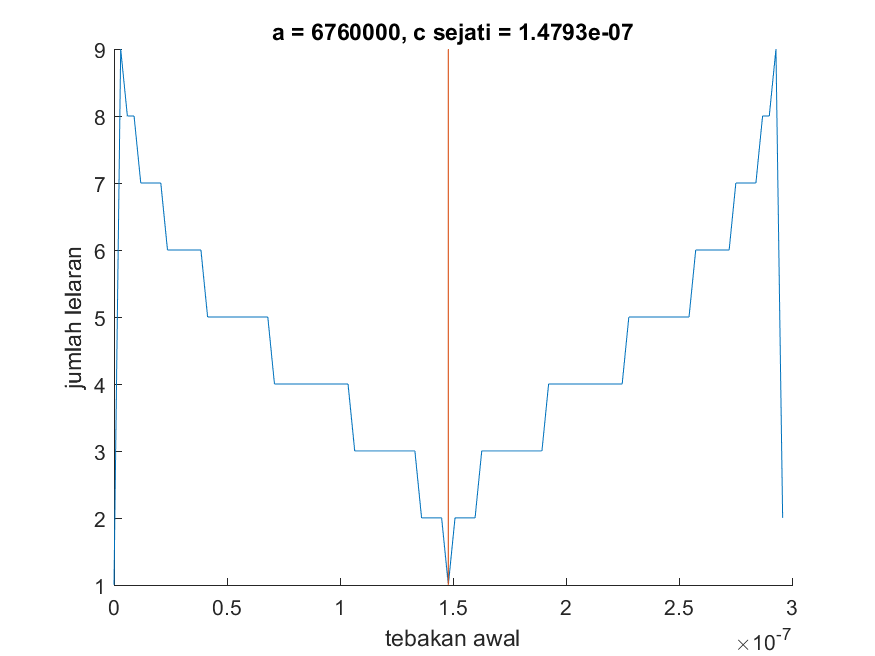 a = 6760000, c sejati = 1.4793e-07
9
8
7
6
5
4
3
2
1
jumlah lelaran
0 0.5 1 1.5 2 2.5 3
tebakan awal
×10-7